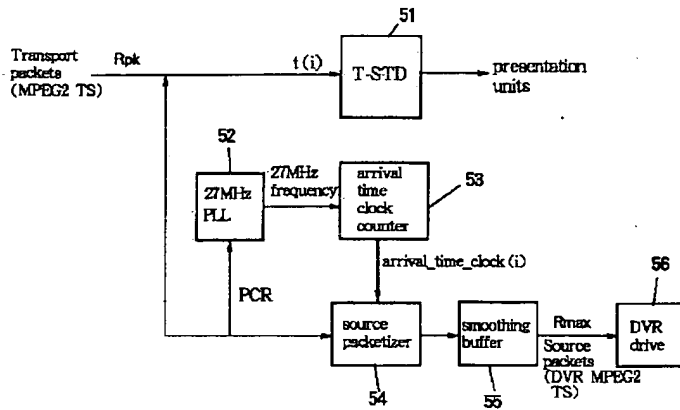 51
Transport
packets
(MPEG2 TS)
Rpk
t(i)
T-STD
presentation
units
52
27MHz
frequency
27MHz
PLL
arrival
time
clock
counter
53
arrival_time_clock(i)
PCR
56
source
packetizer
smoothing
buffer
Rmax
Source
packets
(DVR MPEG2
TS)
DVR
drive
54
55